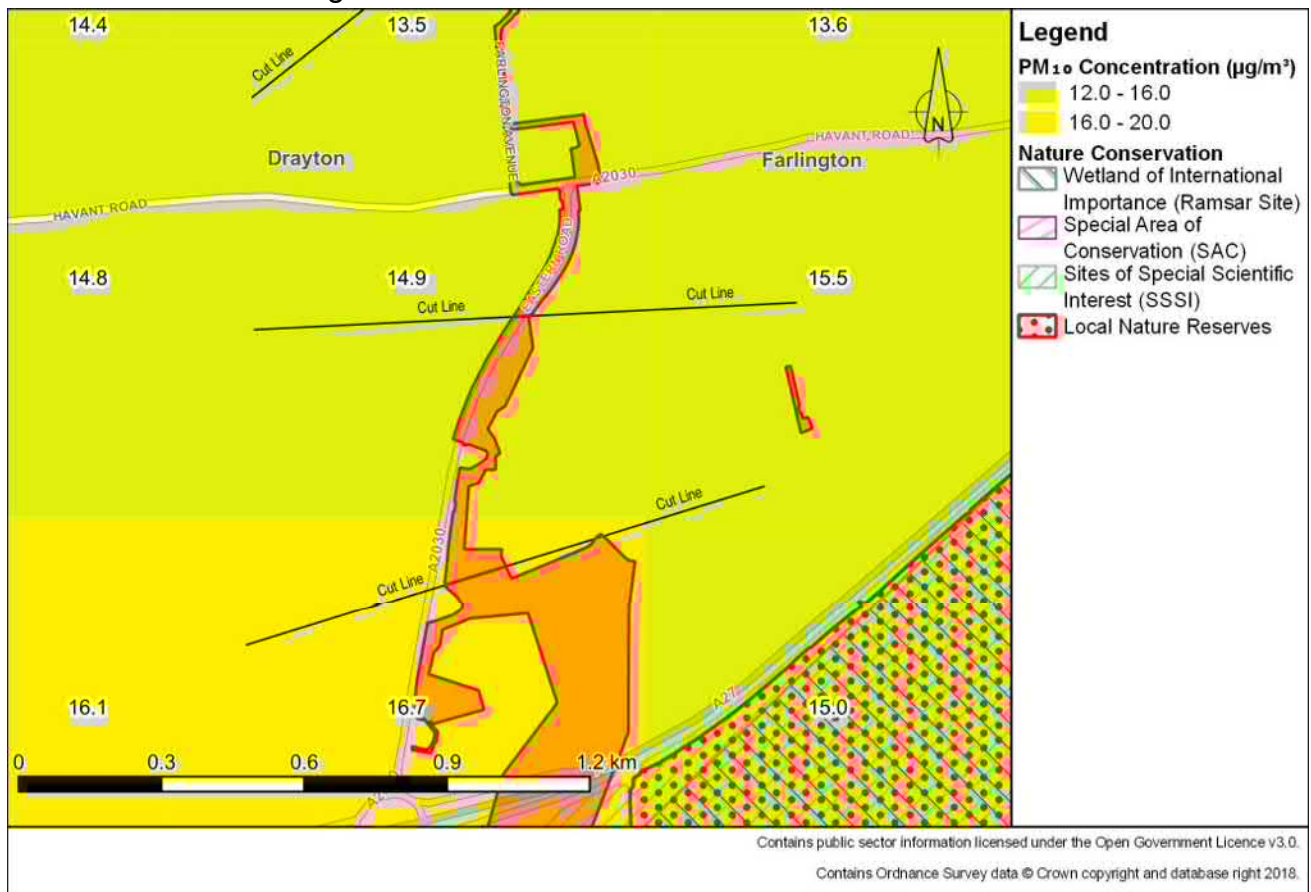 14.4
13.5
13.6
Cut Line
FARLINGTON AVENUE
HAVANT ROAD
Drayton
Farlington
A2030
HAVANT ROAD
EASTERN ROAD
14.8
14.9
15.5
Cut Line
Cut Line
Cut Line
A2030
Cut Line
A27
16.1
16.7
15.0
0
0.3
0.6
0.9
1.2 km
Legend
PM₁₀ Concentration (µg/m³)
12.0 - 16.0
16.0 - 20.0
Nature Conservation
Wetland of International
Importance (Ramsar Site)
Special Area of
Conservation (SAC)
Sites of Special Scientific
Interest (SSSI)
Local Nature Reserves
N
Contains public sector information licensed under the Open Government Licence v3.0.
Contains Ordnance Survey data © Crown copyright and database right 2018.